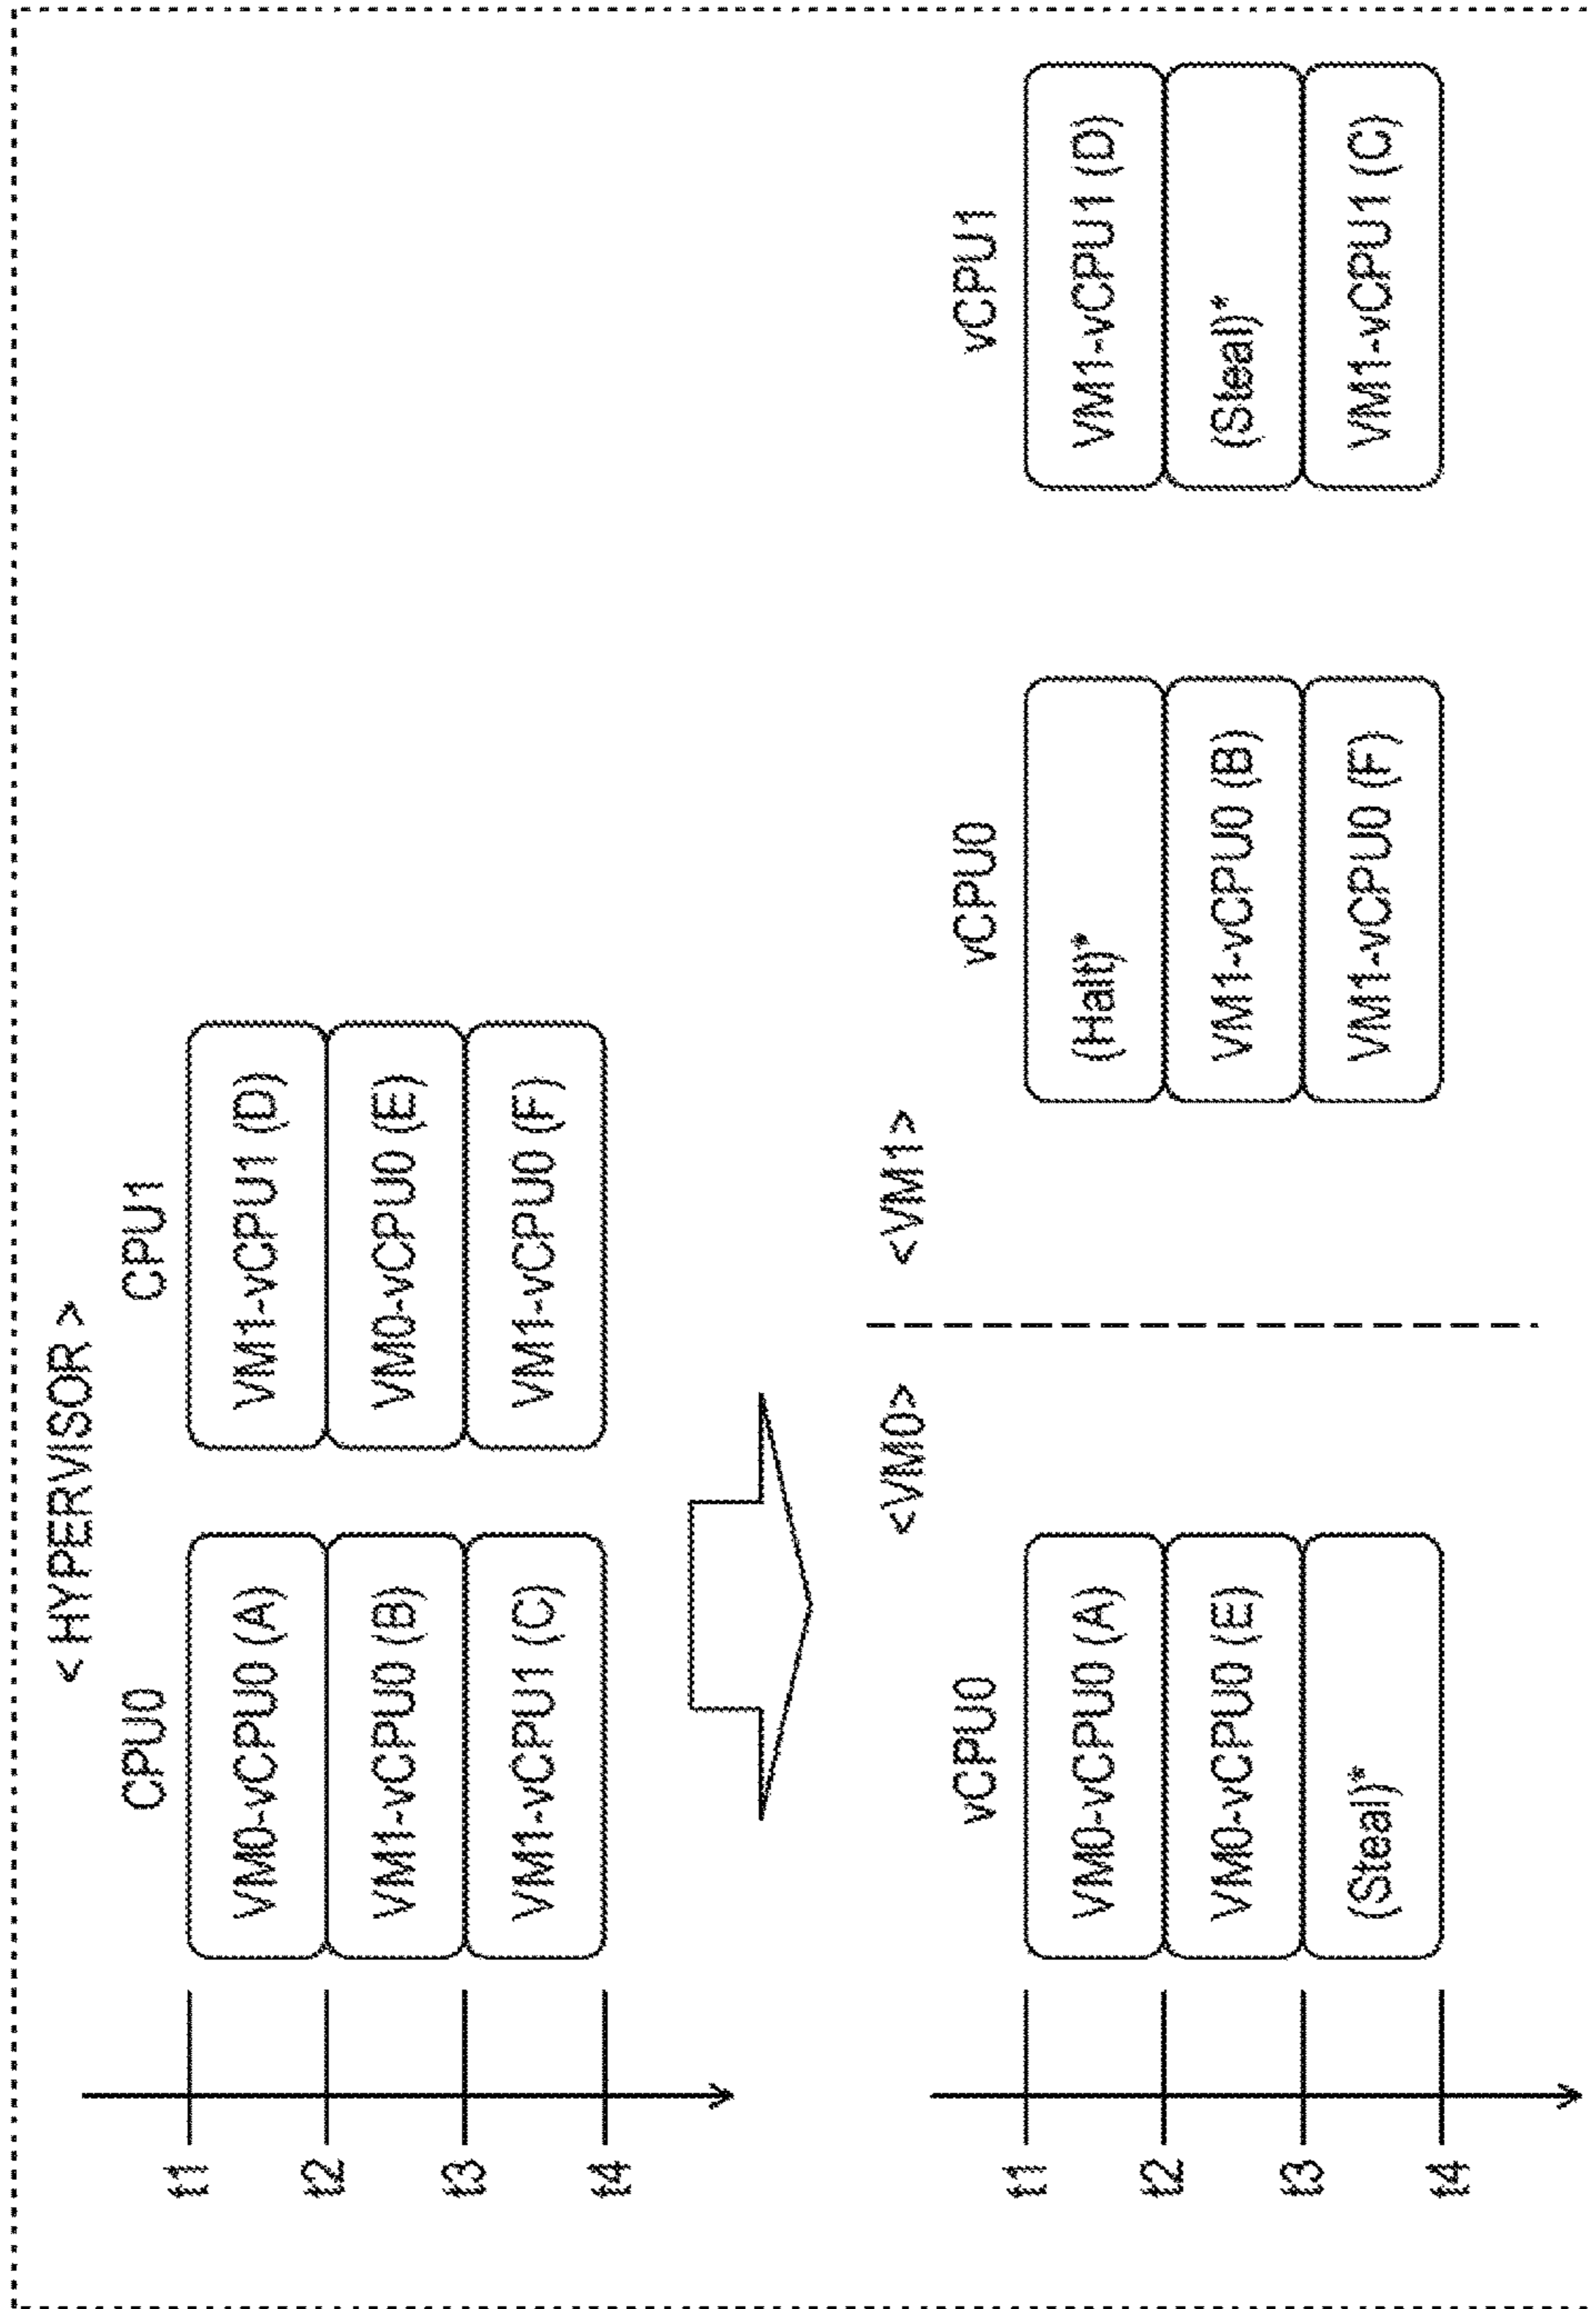 < HYPERVISOR >
CPU0
CPU1
t1
VM0-vCPU0 (A)
VM1-vCPU1 (D)
t2
VM1-vCPU0 (B)
VM0-vCPU0 (E)
t3
VM1-vCPU1 (C)
VM1-vCPU0 (F)
t4
<VM0>
<VM1>
vCPU0
vCPU0
vCPU1
t1
VM0-vCPU0 (A)
(Halt)*
VM1-vCPU1 (D)
t2
VM0-vCPU0 (E)
VM1-vCPU0 (B)
(Steal)*
t3
(Steal)*
VM1-vCPU0 (F)
VM1-vCPU1 (C)
t4